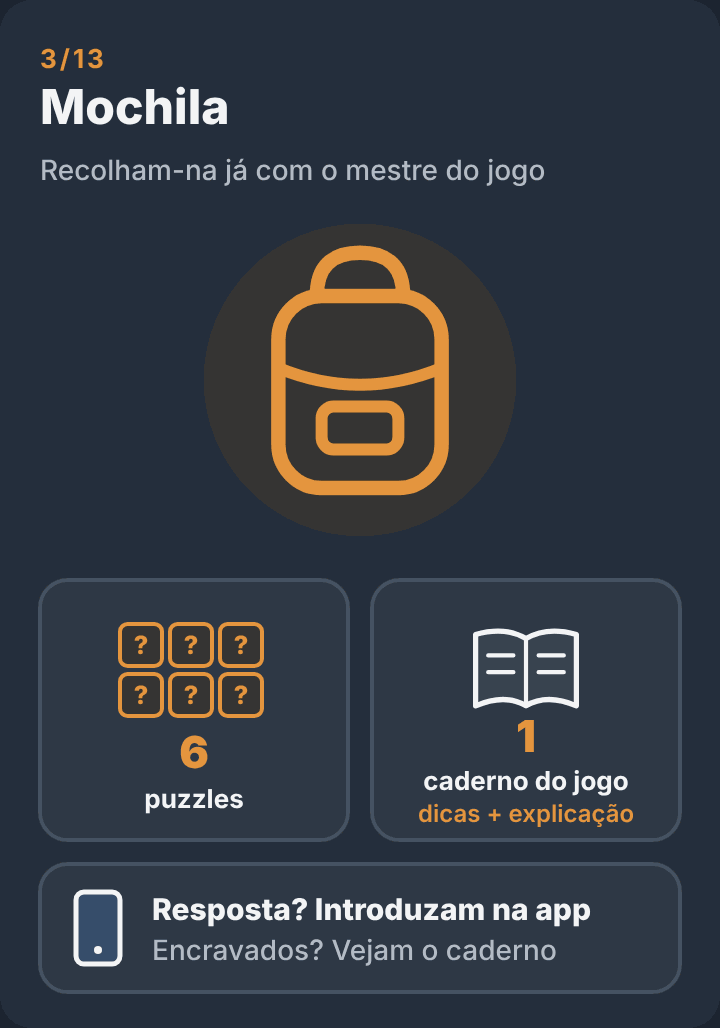 3/13
Mochila
Recolham-na já com o mestre do jogo
? ? ?
? ? ?
6
puzzles
1
caderno do jogo
dicas + explicação
Resposta? Introduzam na app
Encravados? Vejam o caderno